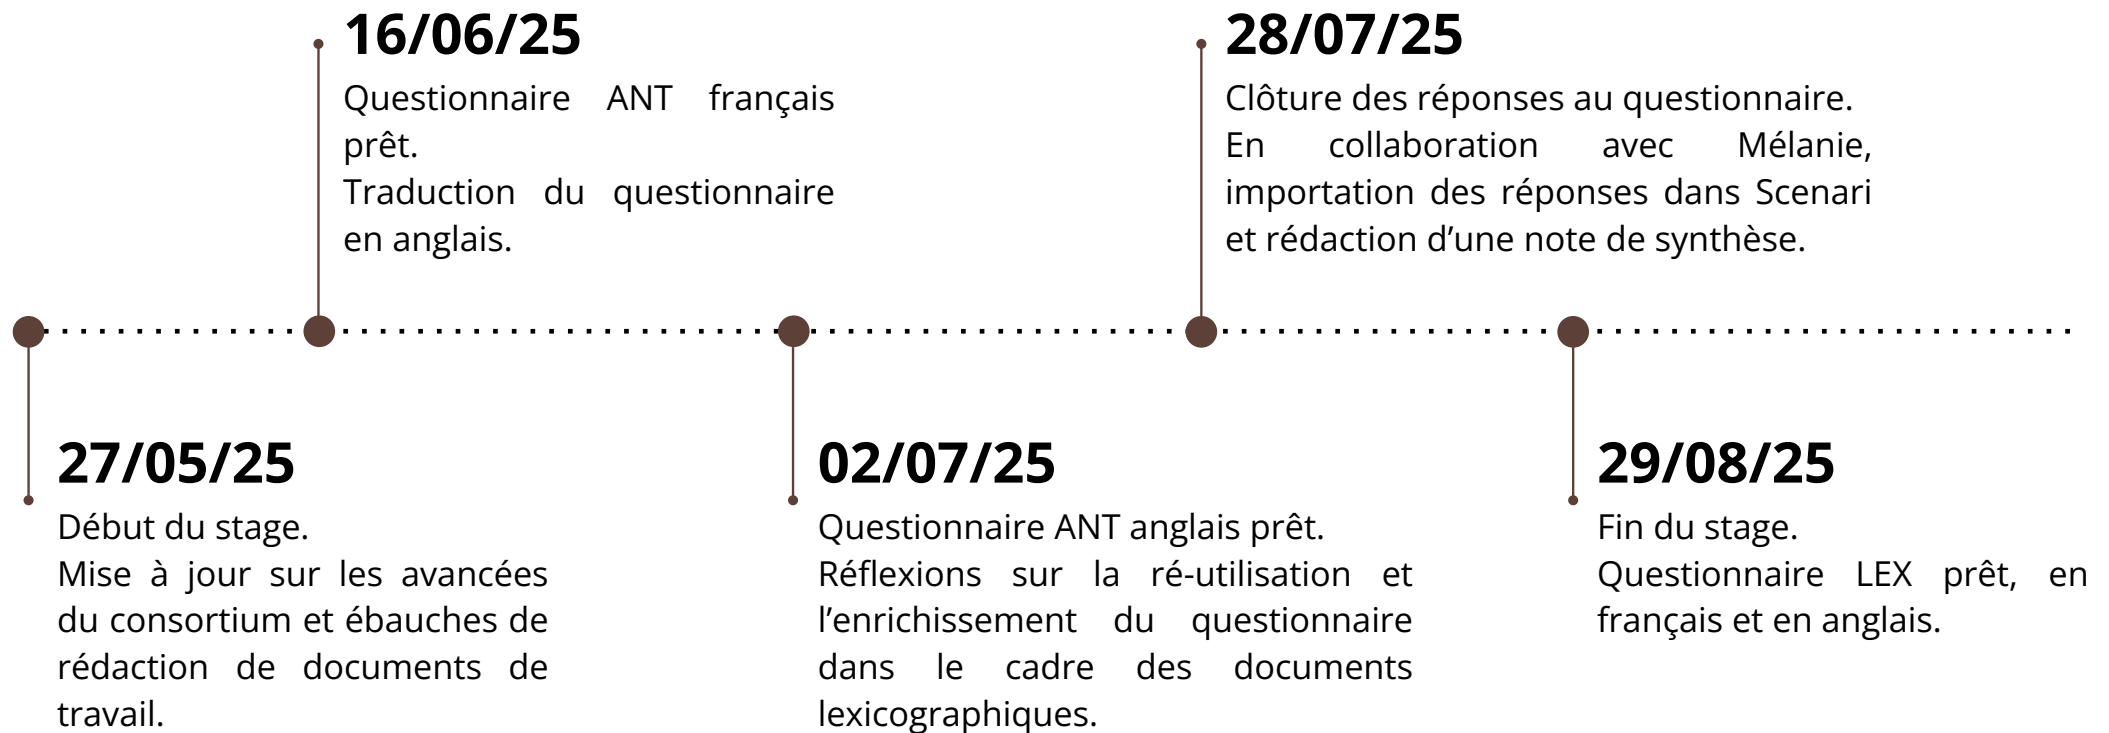 16/06/25
Questionnaire ANT français
prêt.
Traduction du questionnaire
en anglais.
28/07/25
Clôture des réponses au questionnaire.
En collaboration avec Mélanie,
importation des réponses dans Scenari
et rédaction d’une note de synthèse.
27/05/25
Début du stage.
Mise à jour sur les avancées
du consortium et ébauches de
rédaction de documents de
travail.
02/07/25
Questionnaire ANT anglais prêt.
Réflexions sur la ré-utilisation et
l’enrichissement du questionnaire
dans le cadre des documents
lexicographiques.
29/08/25
Fin du stage.
Questionnaire LEX prêt, en
français et en anglais.